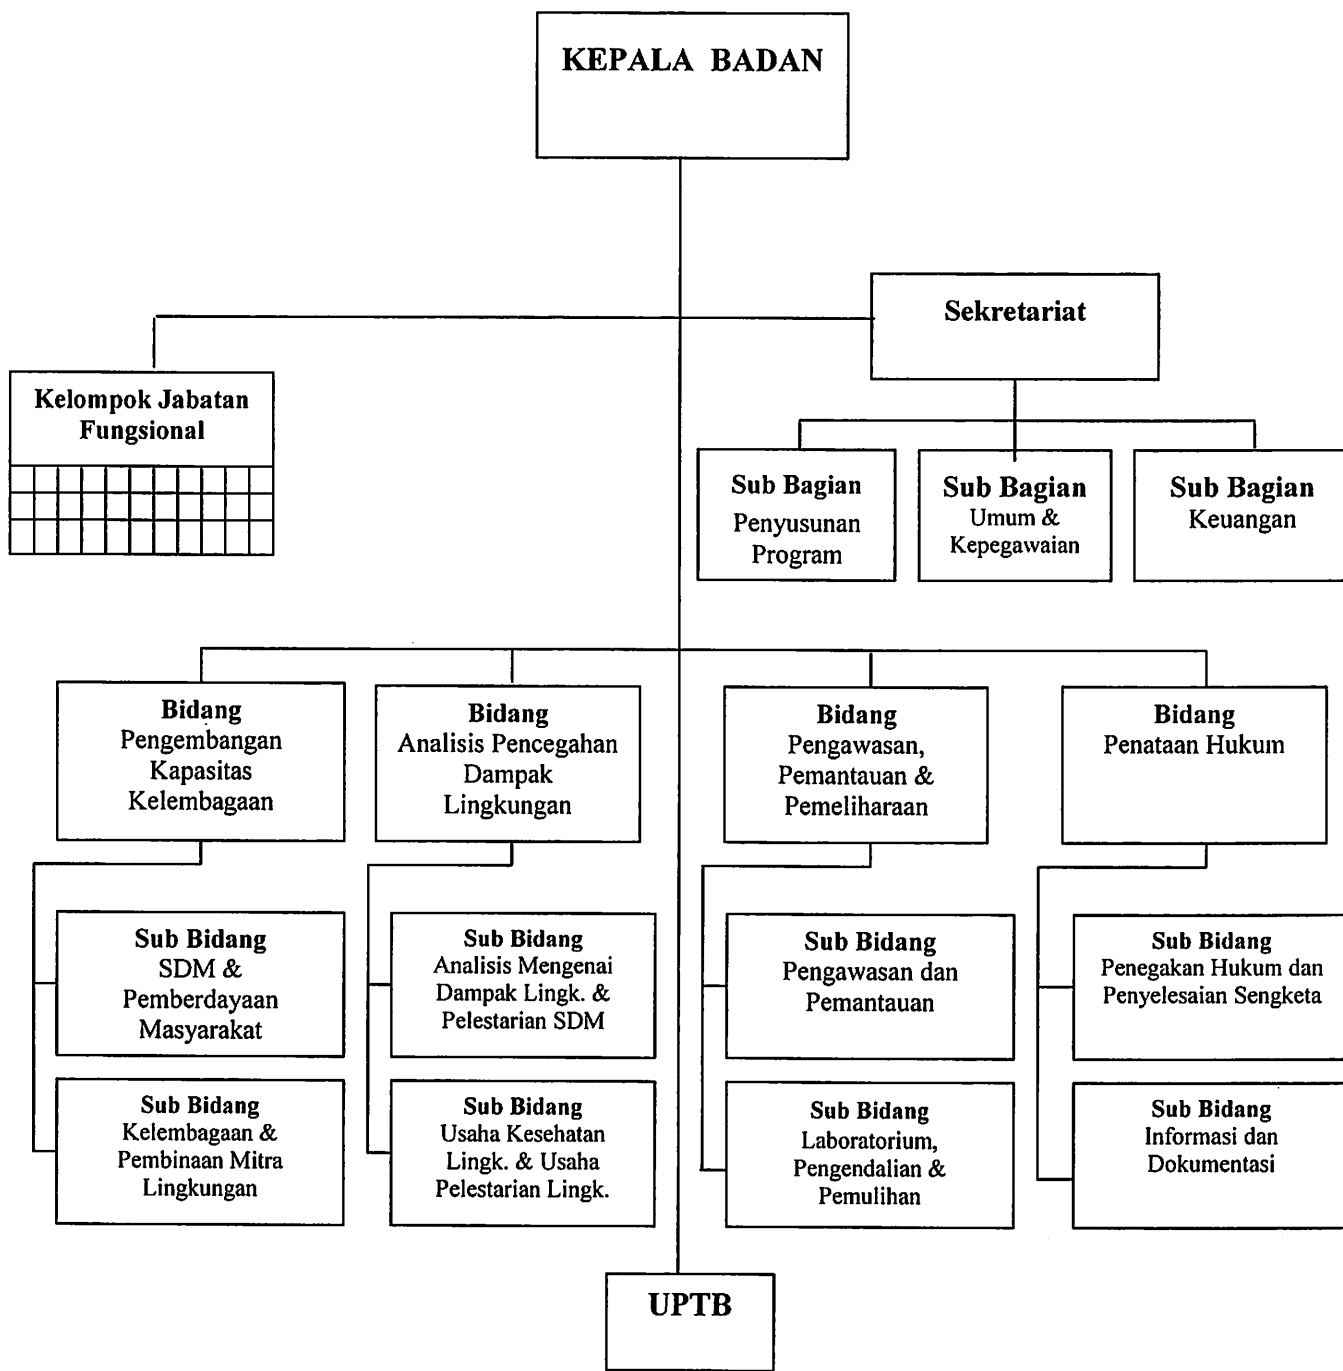 KEPALA BADAN
Sekretariat
Kelompok Jabatan
Fungsional
Sub Bagian
Penyusunan
Program
Sub Bagian
Umum &
Kepegawaian
Sub Bagian
Keuangan
Bidang
Pengembangan
Kapasitas
Kelembagaan
Bidang
Analisis Pencegahan
Dampak
Lingkungan
Bidang
Pengawasan,
Pemantauan &
Pemeliharaan
Bidang
Penataan Hukum
Sub Bidang
SDM &
Pemberdayaan
Masyarakat
Sub Bidang
Analisis Mengenai
Dampak Lingk. &
Pelestarian SDM
Sub Bidang
Pengawasan dan
Pemantauan
Sub Bidang
Penegakan Hukum dan
Penyelesaian Sengketa
Sub Bidang
Kelembagaan &
Pembinaan Mitra
Lingkungan
Sub Bidang
Usaha Kesehatan
Lingk. & Usaha
Pelestarian Lingk.
Sub Bidang
Laboratorium,
Pengendalian &
Pemulihan
Sub Bidang
Informasi dan
Dokumentasi
UPTB